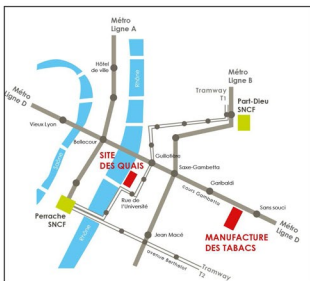 Métro
Ligne A
Métro
Ligne B
Tramway
T1
Part-Dieu
SNCF
Hôtel
de ville
Rhône
Métro
Ligne D
Vieux Lyon
Bellecour
SITE
DES QUAIS
Guillotière
Saxe-Gambetta
Garibaldi
cours Gambetta
Sans souci
Métro
Ligne D
Rue de
l'Université
MANUFACTURE
DES TABACS
Perrache
SNCF
Jean Macé
avenue Berthelot
Tramway
T2